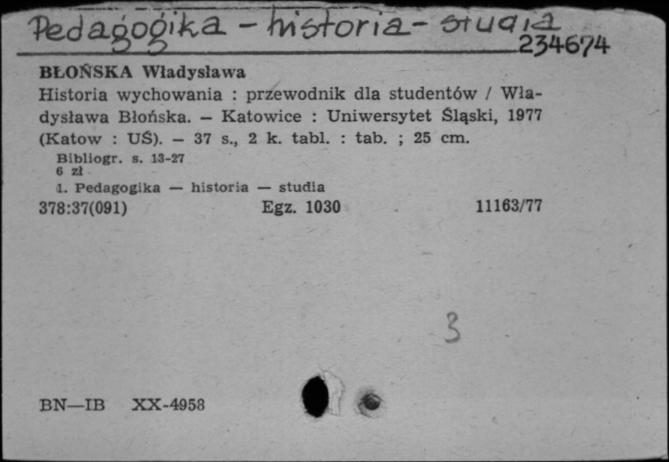 Pedagogika - historia - studia
234674
BŁOŃSKA Władysława
Historia wychowania : przewodnik dla studentów / Wła-
dysława Błońska. — Katowice : Uniwersytet Śląski, 1977
(Katow : UŚ). — 37 s., 2 k. tabl. : tab. ; 25 cm.
Bibliogr. s. 13-27
6 zł
1. Pedagogika — historia — studia
378:37(091) Egz. 1030 11163/77
3
BN—IB XX-4958